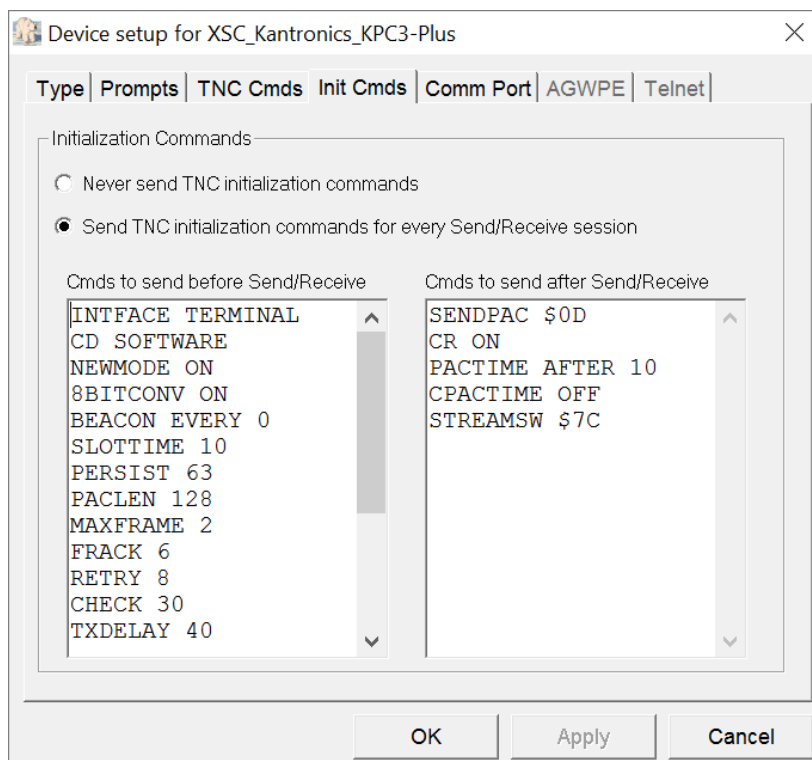 Device setup for XSC_Kantronics_KPC3-Plus
Type Prompts TNC Cmds Init Cmds Comm Port AGWPE Telnet
Initialization Commands
Never send TNC initialization commands
Send TNC initialization commands for every Send/Receive session
Cmds to send before Send/Receive
INTFACE TERMINAL
CD SOFTWARE
NEWMODE ON
8BITCONV ON
BEACON EVERY 0
SLOTTIME 10
PERSIST 63
PACLEN 128
MAXFRAME 2
FRACK 6
RETRY 8
CHECK 30
TXDELAY 40
Cmds to send after Send/Receive
SENDPAC $0D
CR ON
PACTIME AFTER 10
CPACTIME OFF
STREAMSW $7C
OK Apply Cancel